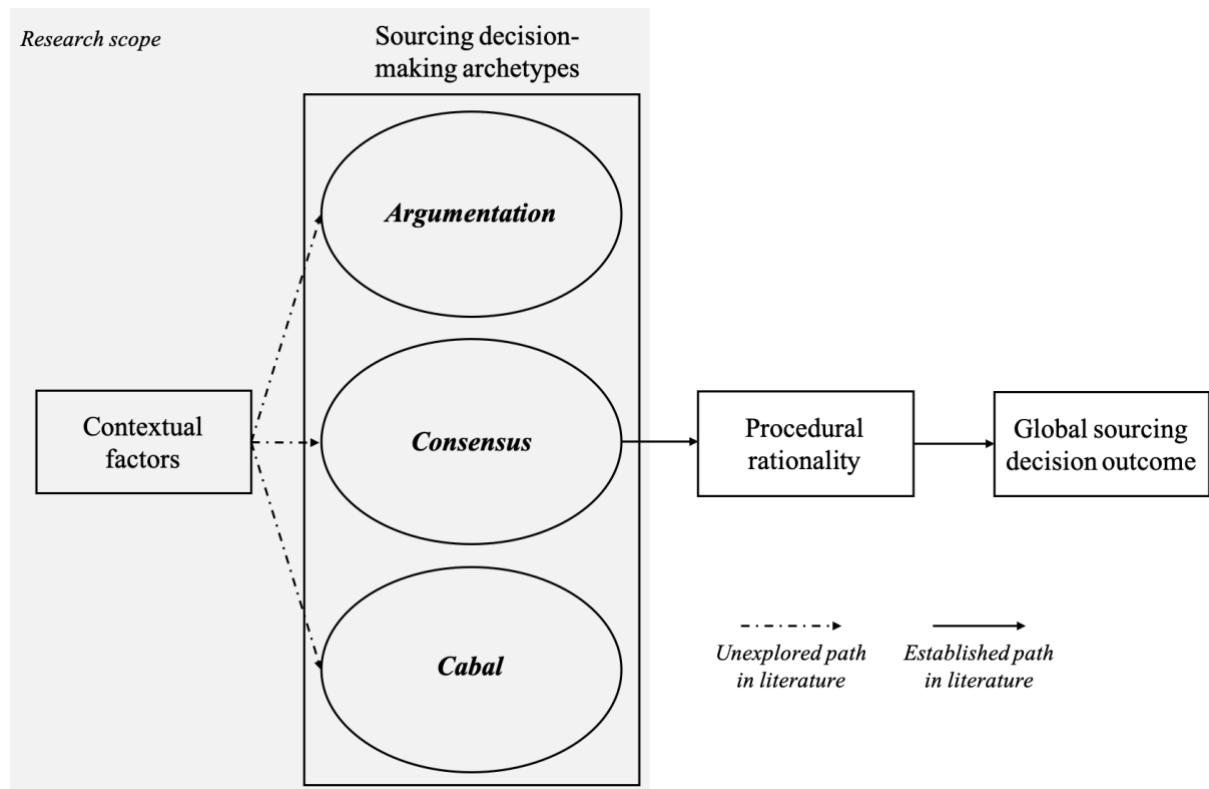 Research scope
Sourcing decision-
making archetypes
Argumentation
Contextual
factors
Consensus
Procedural
rationality
Global sourcing
decision outcome
Cabal
Unexplored path
in literature
Established path
in literature